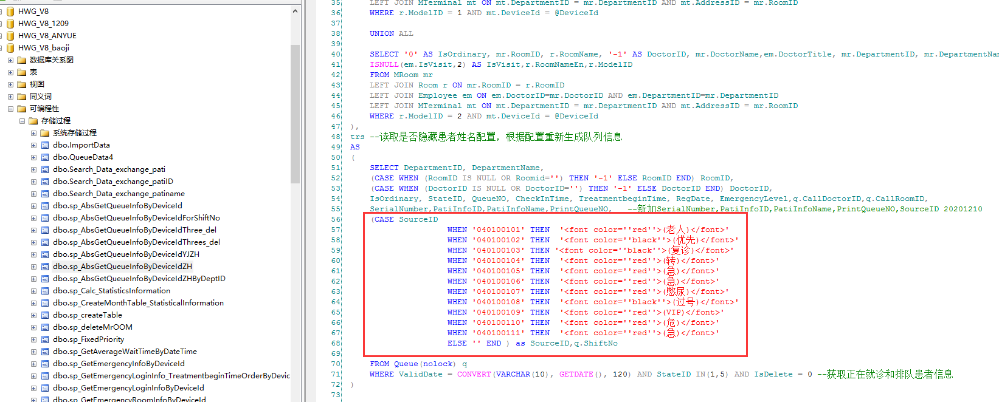 HWG_V8
HWG_V8_1209
HWG_V8_ANYUE
HWG_V8_baoji
数据库关系图
表
视图
同义词
可编程性
存储过程
系统存储过程
dbo.ImportData
dbo.QueueData4
dbo.Search_Data_exchange_pati
dbo.Search_Data_exchange_patiID
dbo.Search_Data_exchange_patiname
dbo.sp_AbsGetQueueInfoByDeviceId
dbo.sp_AbsGetQueueInfoByDeviceIdForShiftNo
dbo.sp_AbsGetQueueInfoByDeviceIdThree_del
dbo.sp_AbsGetQueueInfoByDeviceIdThrees_del
dbo.sp_AbsGetQueueInfoByDeviceIdYJZH
dbo.sp_AbsGetQueueInfoByDeviceIdZH
dbo.sp_AbsGetQueueInfoByDeviceIdZHByDeptID
dbo.sp_Calc_StatisticsInformation
dbo.sp_CreateMonthTable_StatisticalInformation
dbo.sp_createTable
dbo.sp_deleteMrOOM
dbo.sp_FixedPriority
dbo.sp_GetAverageWaitTimeByDateTime
dbo.sp_GetEmergencyInfoByDeviceId
dbo.sp_GetEmergencyLoginInfo_TreatmentbeginTimeOrderByDevic
dbo.sp_GetEmergencyLoginInfoByDeviceId
dbo.sp_GetEmergencyRoomInfoByDeviceId
35 LEFT JOIN MTerminal mt ON mt.DepartmentID = mr.DepartmentID AND mt.AddressID = mr.RoomID
36 WHERE r.ModelID = 1 AND mt.DeviceId = @DeviceId
37
38 UNION ALL
39
40 SELECT '0' AS IsOrdinary, mr.RoomID, r.RoomName, '-1' AS DoctorID, mr.DoctorName,em.DoctorTitle, mr.DepartmentID, mr.DepartmentNam
41 ISNULL(em.IsVisit,2) AS IsVisit,r.RoomNameEn,r.ModelID
42 FROM MRoom mr
43 LEFT JOIN Room r ON mr.RoomID = r.RoomID
44 LEFT JOIN Employee em ON em.DoctorID=mr.DoctorID AND em.DepartmentID=mr.DepartmentID
45 LEFT JOIN MTerminal mt ON mt.DepartmentID = mr.DepartmentID AND mt.AddressID = mr.RoomID
46 WHERE r.ModelID = 2 AND mt.DeviceId = @DeviceId
47 ),
48 trs --读取是否隐藏患者姓名配置，根据配置重新生成队列信息
49 AS
50 (
51 SELECT DepartmentID, DepartmentName,
52 (CASE WHEN (RoomID IS NULL OR Roomid='') THEN '-1' ELSE RoomID END) RoomID,
53 (CASE WHEN (DoctorID IS NULL OR DoctorID='') THEN '-1' ELSE DoctorID END) DoctorID,
54 IsOrdinary, StateID, QueueNO, CheckInTime, TreatmentbeginTime, RegDate, EmergencyLevel,q.CallDoctorID,q.CallRoomID,
55 SerialNumber,PatiInfoID,PatiInfoName,PrintQueueNO, --新加SerialNumber,PatiInfoID,PatiInfoName,PrintQueueNO,SourceID 20201210
56 (CASE SourceID
57 WHEN '040100101' THEN '<font color=''red''>(老人)</font>'
58 WHEN '040100102' THEN '<font color=''black''>(优先)</font>'
59 WHEN '040100103' THEN '<font color=''black''>(复诊)</font>'
60 WHEN '040100104' THEN '<font color=''red''>(转)</font>'
61 WHEN '040100105' THEN '<font color=''red''>(急)</font>'
62 WHEN '040100106' THEN '<font color=''red''>(急)</font>'
63 WHEN '040100107' THEN '<font color=''red''>(憋尿)</font>'
64 WHEN '040100108' THEN '<font color=''black''>(过号)</font>'
65 WHEN '040100109' THEN '<font color=''red''>(VIP)</font>'
66 WHEN '040100110' THEN '<font color=''red''>(危)</font>'
67 WHEN '040100111' THEN '<font color=''red''>(急)</font>'
68 ELSE '' END ) as SourceID,q.ShiftNo
69
70 FROM Queue(nolock) q
71 WHERE ValidDate = CONVERT(VARCHAR(10), GETDATE(), 120) AND StateID IN(1,5) AND IsDelete = 0 --获取正在就诊和排队患者信息
72 )
73